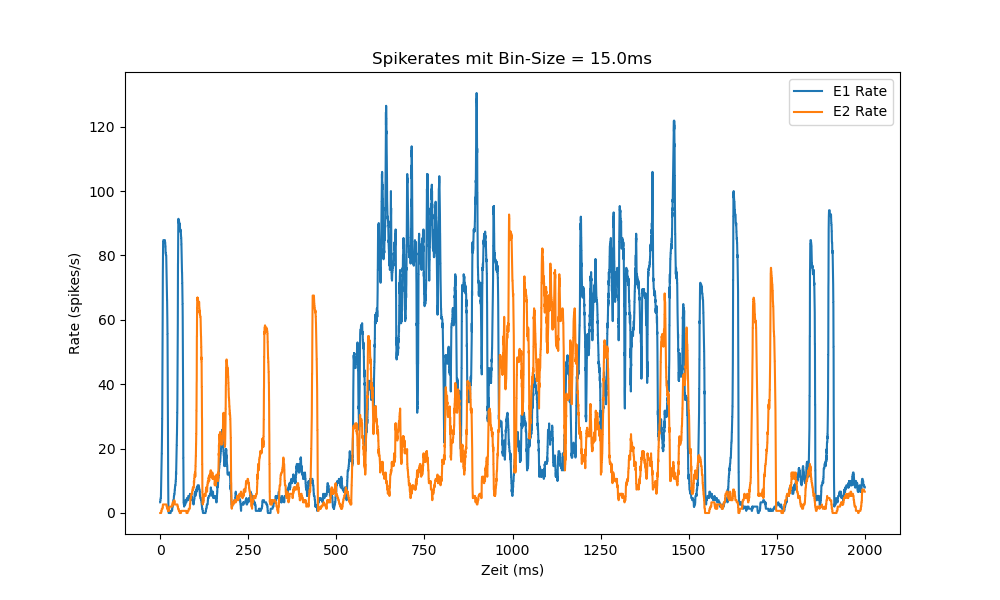 Spikerates mit Bin-Size = 15.0ms
E1 Rate
E2 Rate
120
100
80
60
40
20
0
Rate (spikes/s)
0 250 500 750 1000 1250 1500 1750 2000
Zeit (ms)